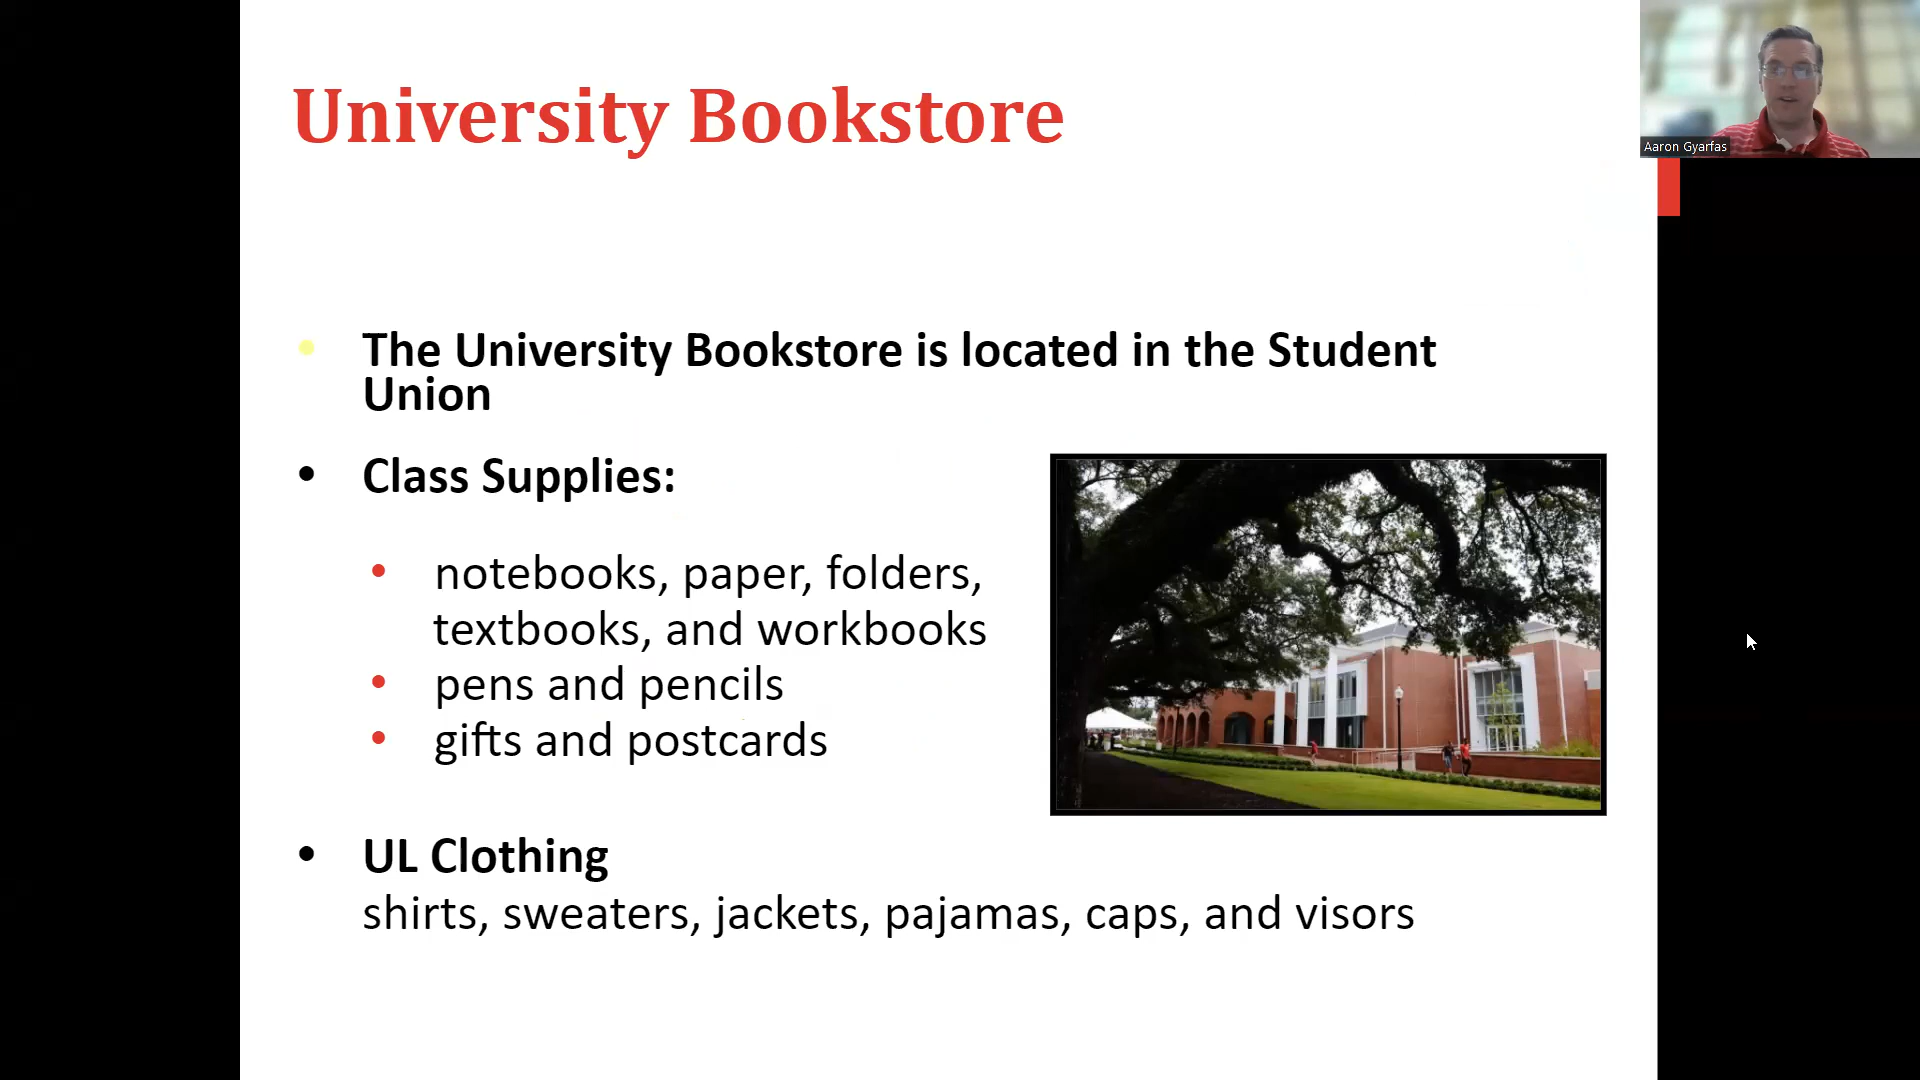 University Bookstore
Aaron Gyarfas
• The University Bookstore is located in the Student
Union
• Class Supplies:
• notebooks, paper, folders,
textbooks, and workbooks
• pens and pencils
• gifts and postcards
• UL Clothing
shirts, sweaters, jackets, pajamas, caps, and visors